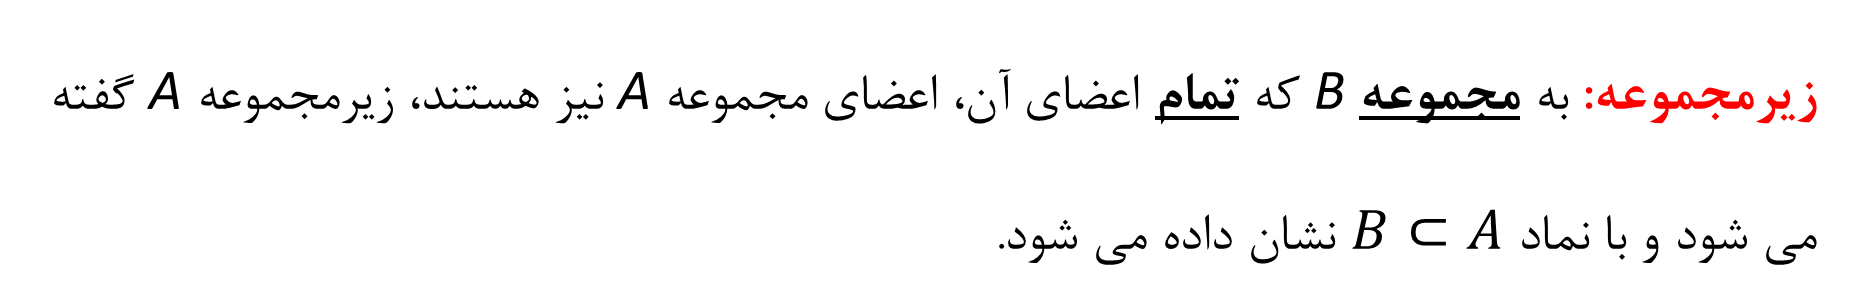 زیرمجموعه: به مجموعه B که تمام اعضای آن، اعضای مجموعه A نیز هستند، زیرمجموعه A گفته
می شود و با نماد B ⊂ A نشان داده می شود.